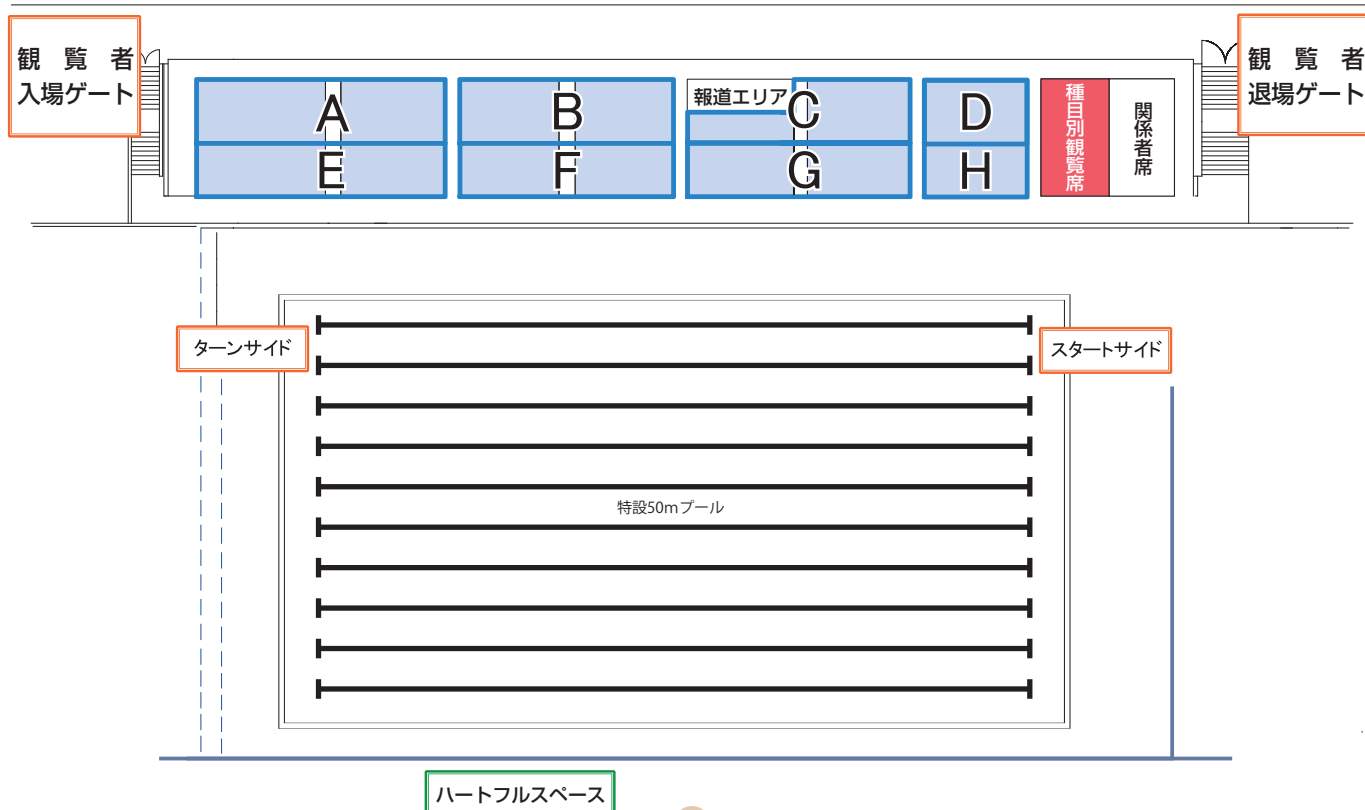 観覧者
入場ゲート
観覧者
退場ゲート
A
B
報道エリア
C
D
E
F
G
H
種目別観覧席
関係者席
ターンサイド
スタートサイド
特設50mプール
ハートフルスペース